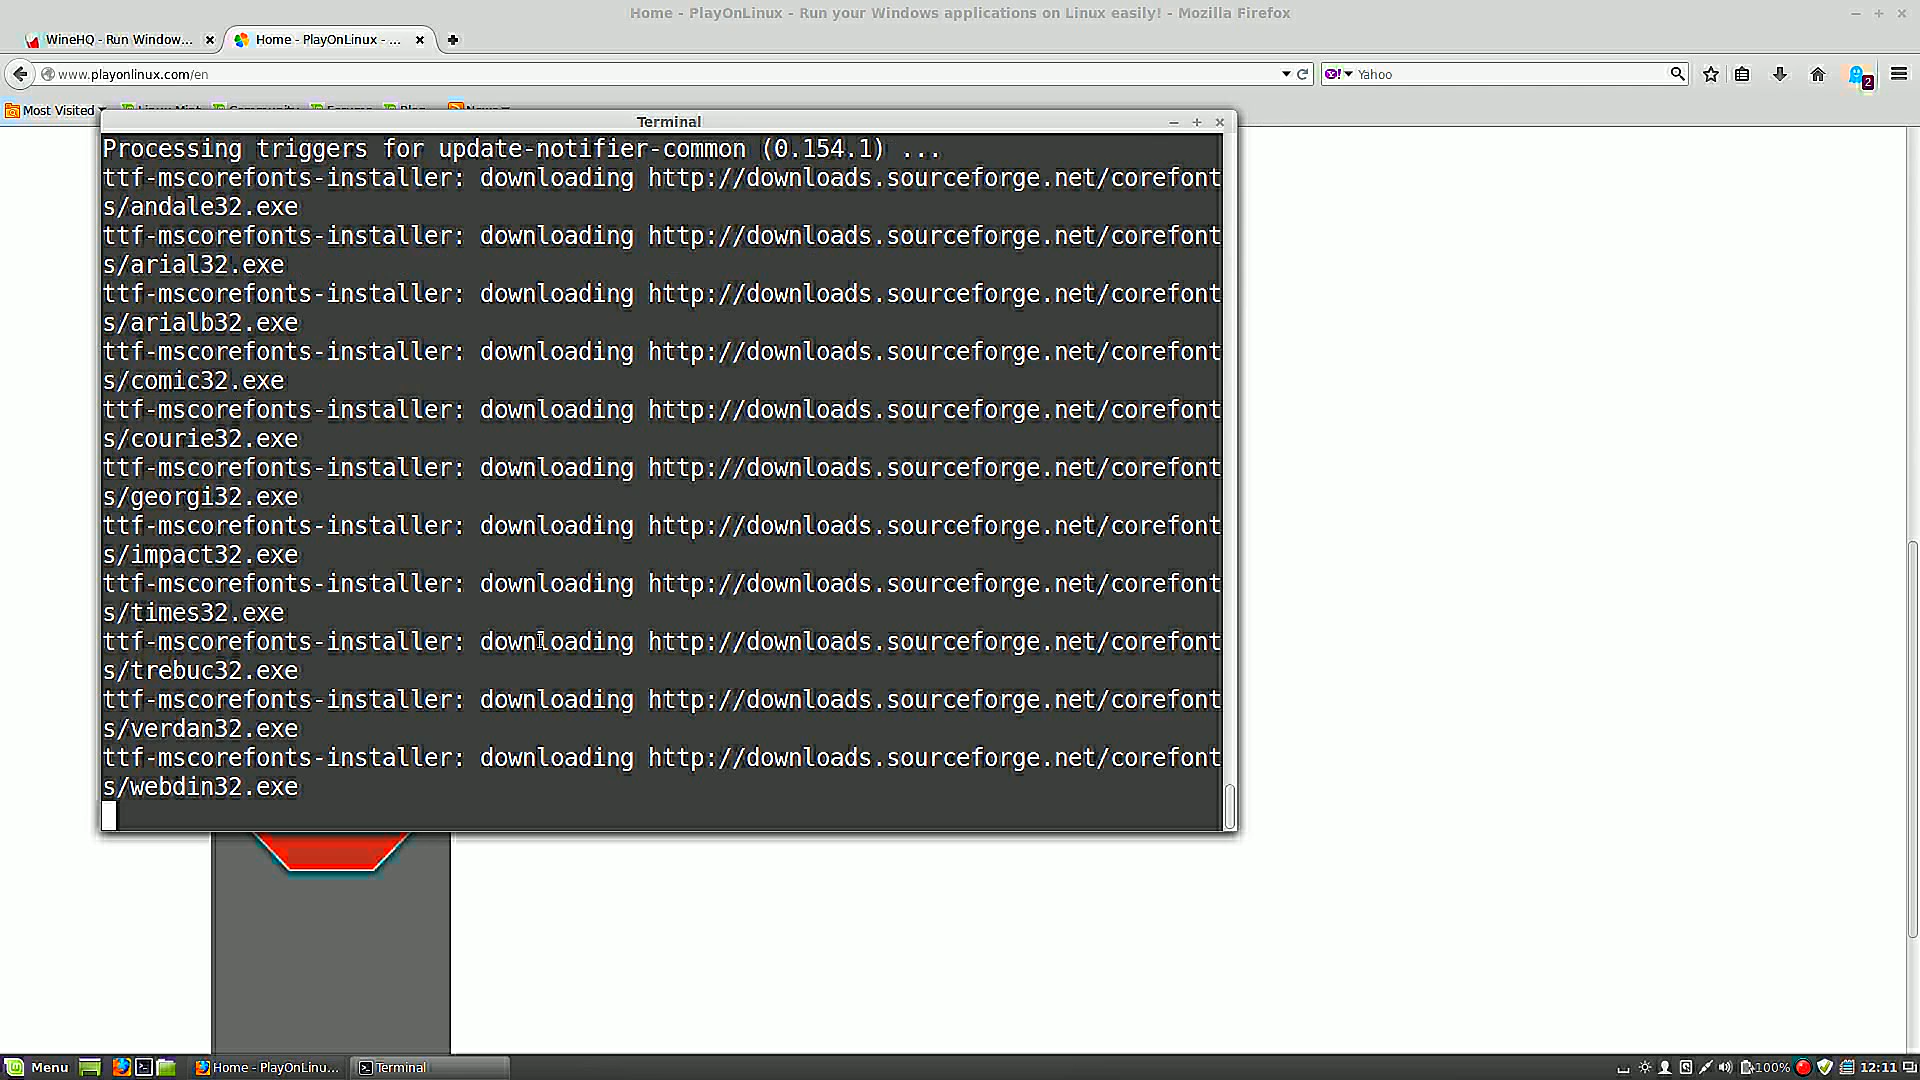 Home - PlayOnLinux - Run your Windows applications on Linux easily! - Mozilla Firefox
WineHQ - Run Window...
Home - PlayOnLinux - ...
www.playonlinux.com/en
Yahoo
2
Most Visited
Linux Mint
Community
Forums
Blog
News
Terminal
Processing triggers for update-notifier-common (0.154.1) ...
ttf-mscorefonts-installer: downloading http://downloads.sourceforge.net/corefont
s/andale32.exe
ttf-mscorefonts-installer: downloading http://downloads.sourceforge.net/corefont
s/arial32.exe
ttf-mscorefonts-installer: downloading http://downloads.sourceforge.net/corefont
s/arialb32.exe
ttf-mscorefonts-installer: downloading http://downloads.sourceforge.net/corefont
s/comic32.exe
ttf-mscorefonts-installer: downloading http://downloads.sourceforge.net/corefont
s/courie32.exe
ttf-mscorefonts-installer: downloading http://downloads.sourceforge.net/corefont
s/georgi32.exe
ttf-mscorefonts-installer: downloading http://downloads.sourceforge.net/corefont
s/impact32.exe
ttf-mscorefonts-installer: downloading http://downloads.sourceforge.net/corefont
s/times32.exe
ttf-mscorefonts-installer: downloading http://downloads.sourceforge.net/corefont
s/trebuc32.exe
ttf-mscorefonts-installer: downloading http://downloads.sourceforge.net/corefont
s/verdan32.exe
ttf-mscorefonts-installer: downloading http://downloads.sourceforge.net/corefont
s/webdin32.exe
Menu
Home - PlayOnLinu...
Terminal
100%
12:11